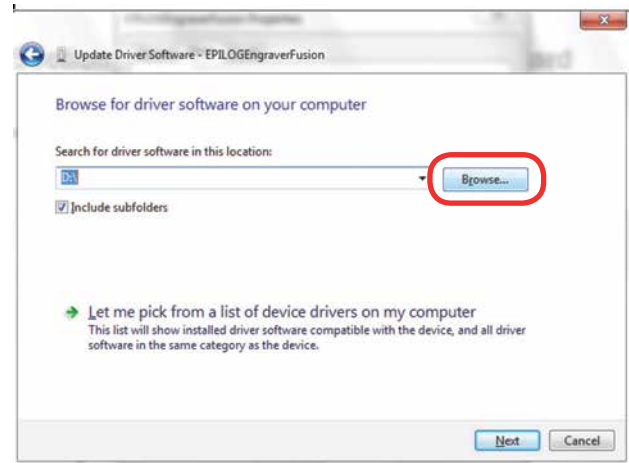 EPILOGEngraverFusion Properties
Update Driver Software - EPILOGEngraverFusion
Browse for driver software on your computer
Search for driver software in this location:
D:\
Browse...
Include subfolders
Let me pick from a list of device drivers on my computer
This list will show installed driver software compatible with the device, and all driver
software in the same category as the device.
Next
Cancel